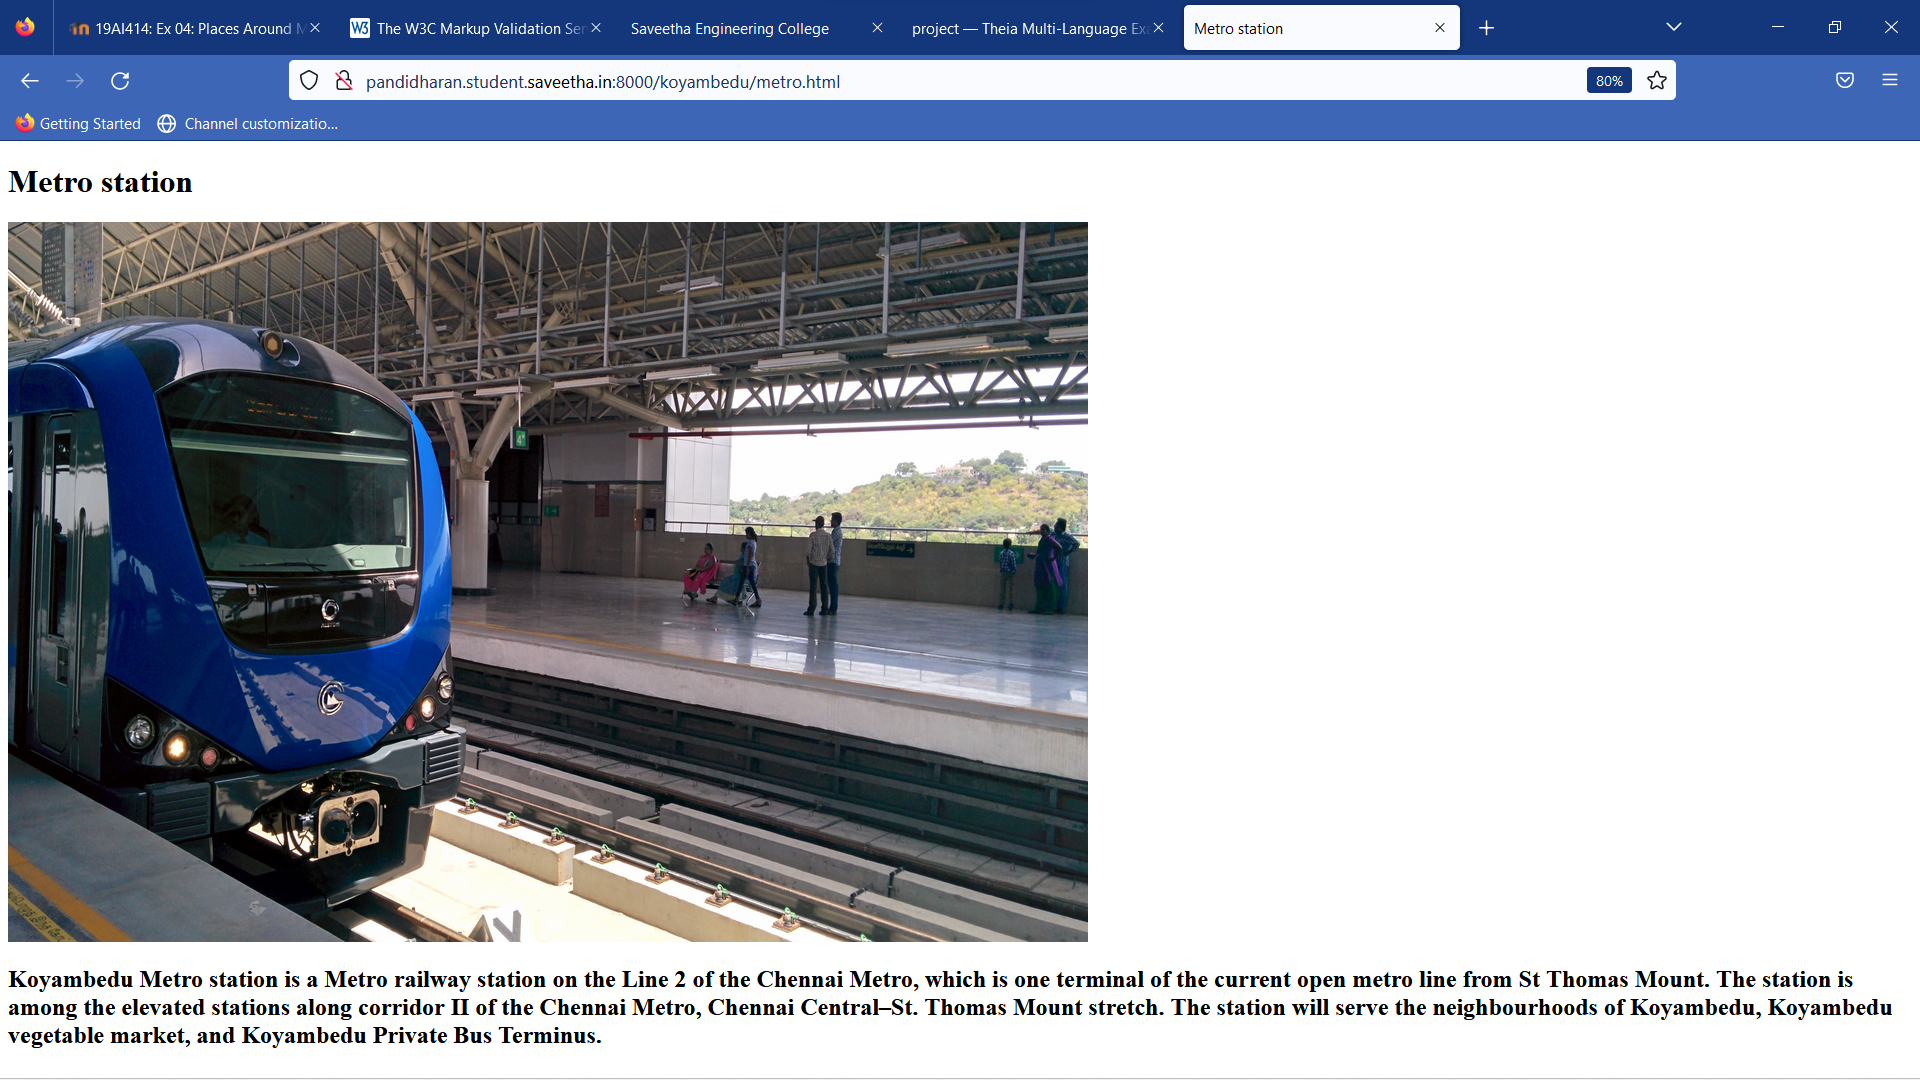 19AI414: Ex 04: Places Around M
The W3C Markup Validation Ser
Saveetha Engineering College
project — Theia Multi-Language Ex
Metro station
pandidharan.student.saveetha.in:8000/koyambedu/metro.html
80%
Getting Started
Channel customizatio...
Metro station
Koyambedu Metro station is a Metro railway station on the Line 2 of the Chennai Metro, which is one terminal of the current open metro line from St Thomas Mount. The station is
among the elevated stations along corridor II of the Chennai Metro, Chennai Central–St. Thomas Mount stretch. The station will serve the neighbourhoods of Koyambedu, Koyambedu
vegetable market, and Koyambedu Private Bus Terminus.